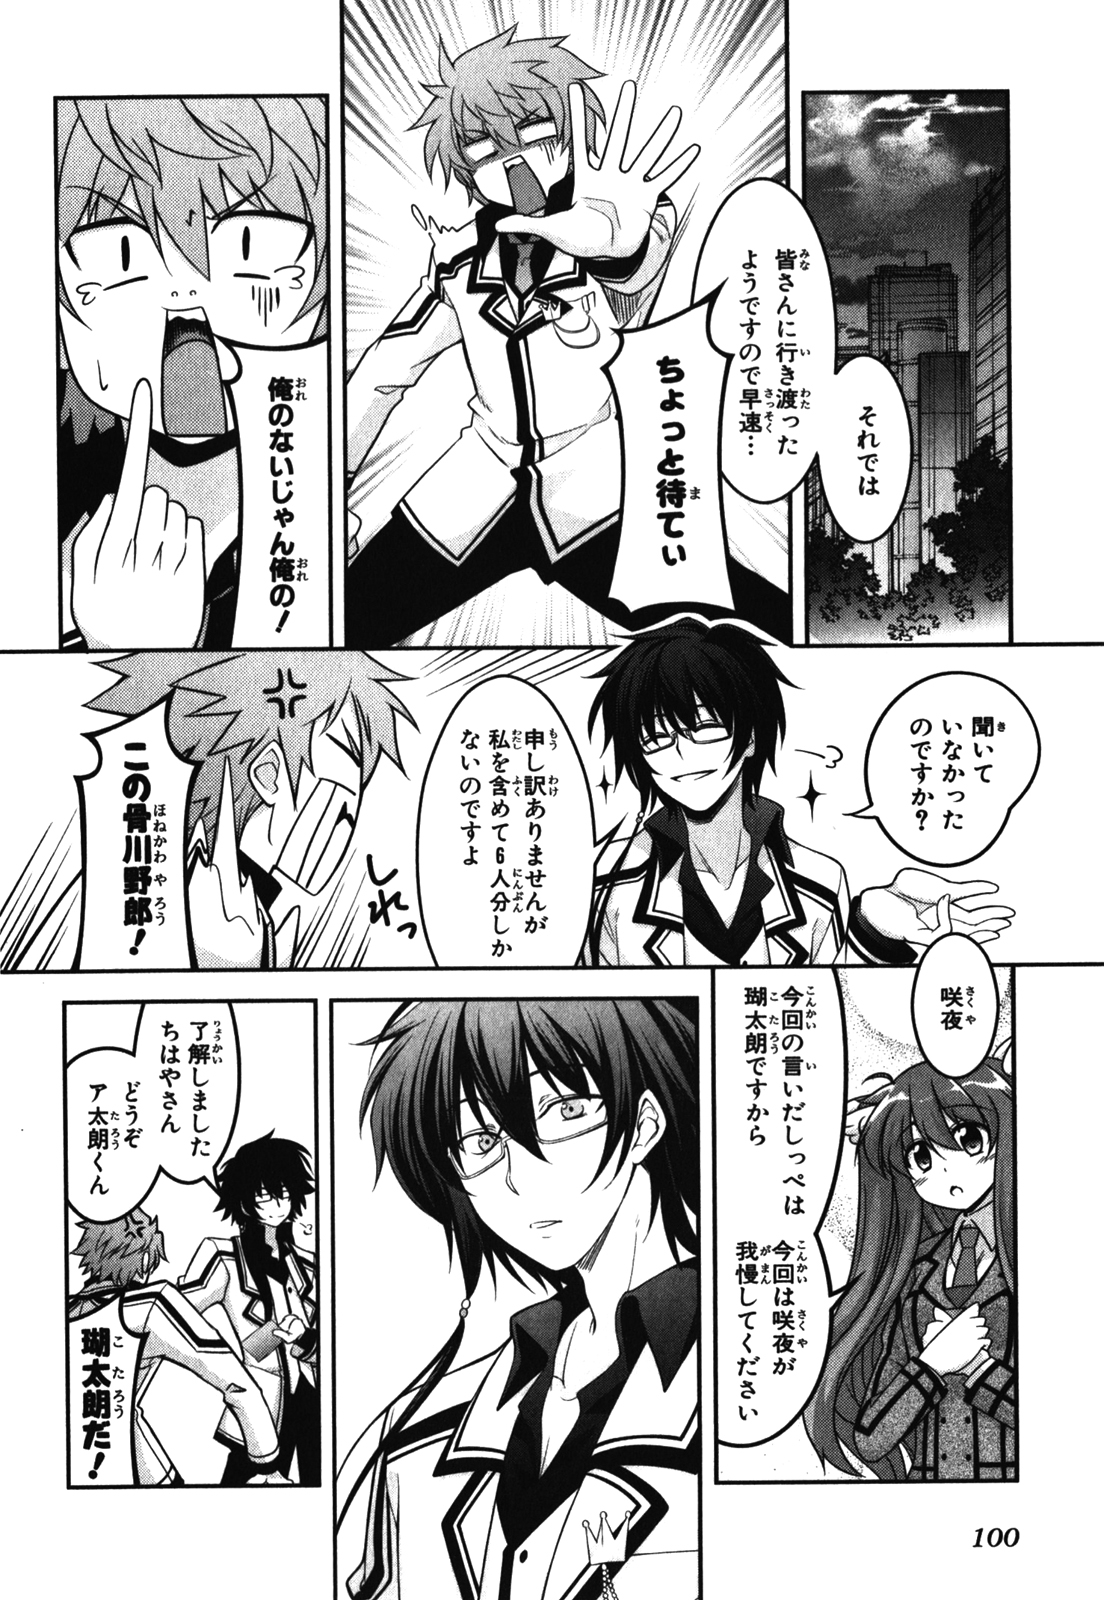 それでは
皆さんに行き渡った
ようですので早速…
ちょっと待てぃ
俺のないじゃん俺の!
聞いて
いなかった
のですか?
申し訳ありませんが
私を含めて6人分しか
ないのですよ
しれっ
この骨川野郎!
咲夜
今回の言いだしっぺは
瑚太朗ですから
今回は咲夜が
我慢してください
了解しました
ちはやさん
どうぞ
ア太朗くん
瑚太朗だ!
100